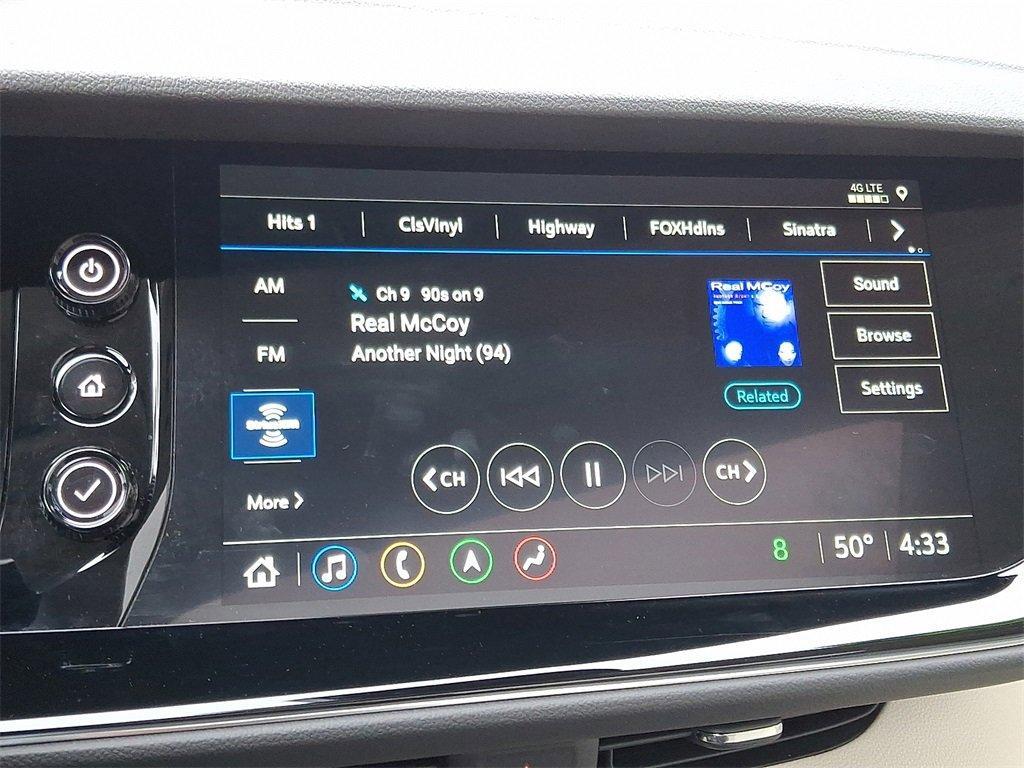 4G LTE
Hits 1 ClsVinyl Highway FOXHdlns Sinatra
AM
Ch 9 90s on 9
Real McCoy
Another Night (94)
Real McCoy
Sound
FM
Browse
Related
Settings
SiriusXM
CH
CH
More
8 50° 4:33